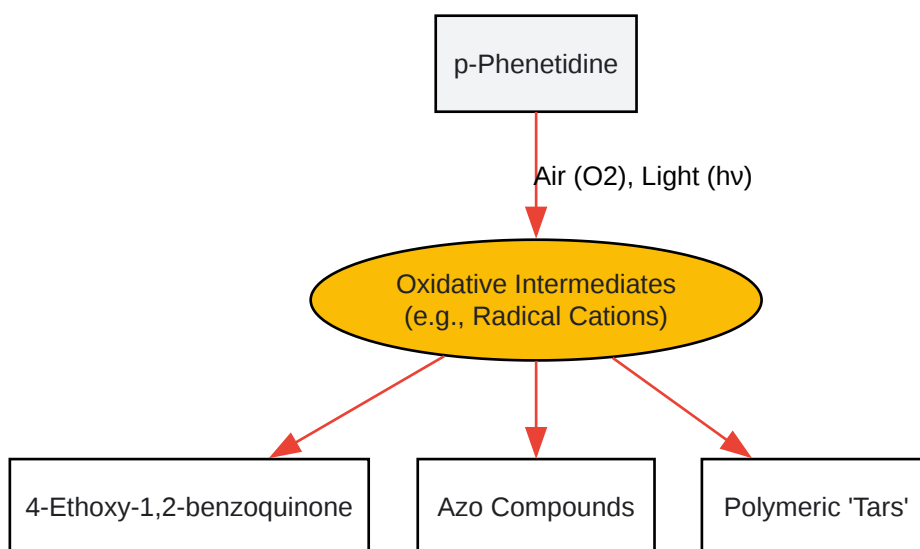 p-Phenetidine
Air (O2), Light (hν)
Oxidative Intermediates
(e.g., Radical Cations)
4-Ethoxy-1,2-benzoquinone
Azo Compounds
Polymeric 'Tars'